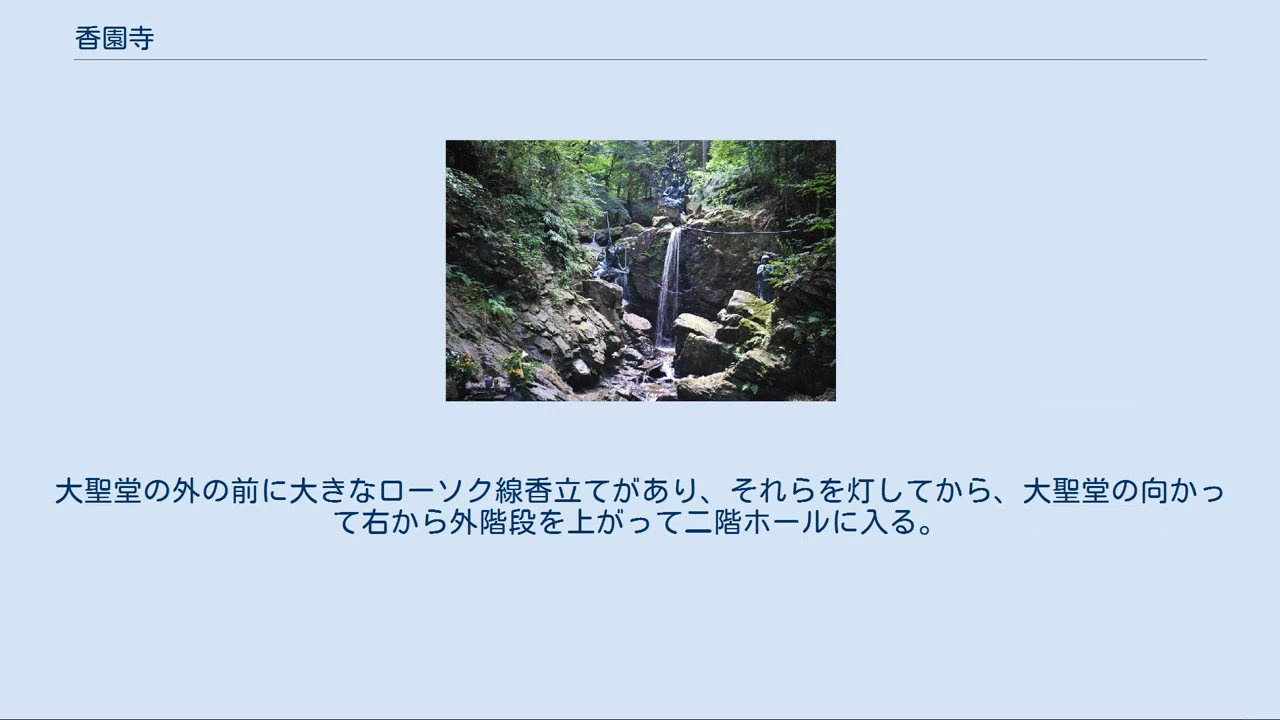 香園寺
大聖堂の外の前に大きなローソク線香立てがあり、それらを灯してから、大聖堂の向かっ
て右から外階段を上がって二階ホールに入る。